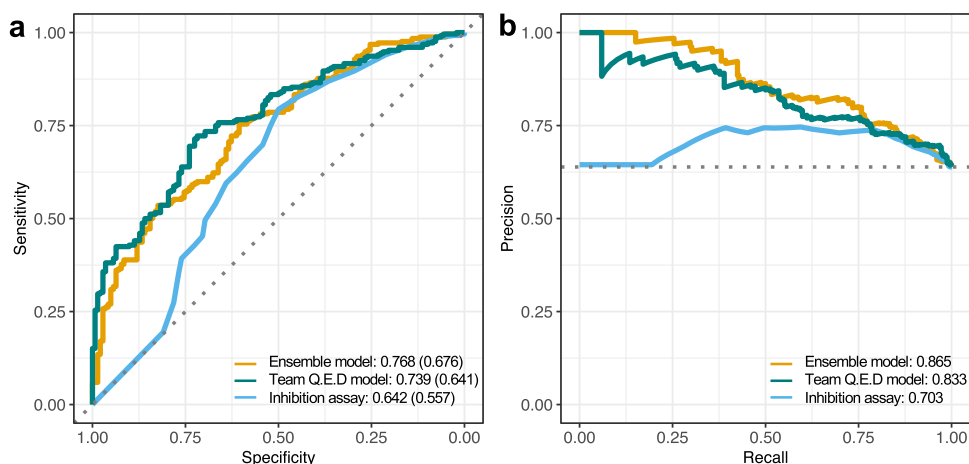 a
1.00
0.75
0.50
0.25
0.00
Sensitivity
Ensemble model: 0.768 (0.676)
Team Q.E.D model: 0.739 (0.641)
Inhibition assay: 0.642 (0.557)
1.00 0.75 0.50 0.25 0.00
Specificity
b
1.00
0.75
0.50
0.25
0.00
Precision
Ensemble model: 0.865
Team Q.E.D model: 0.833
Inhibition assay: 0.703
0.00 0.25 0.50 0.75 1.00
Recall